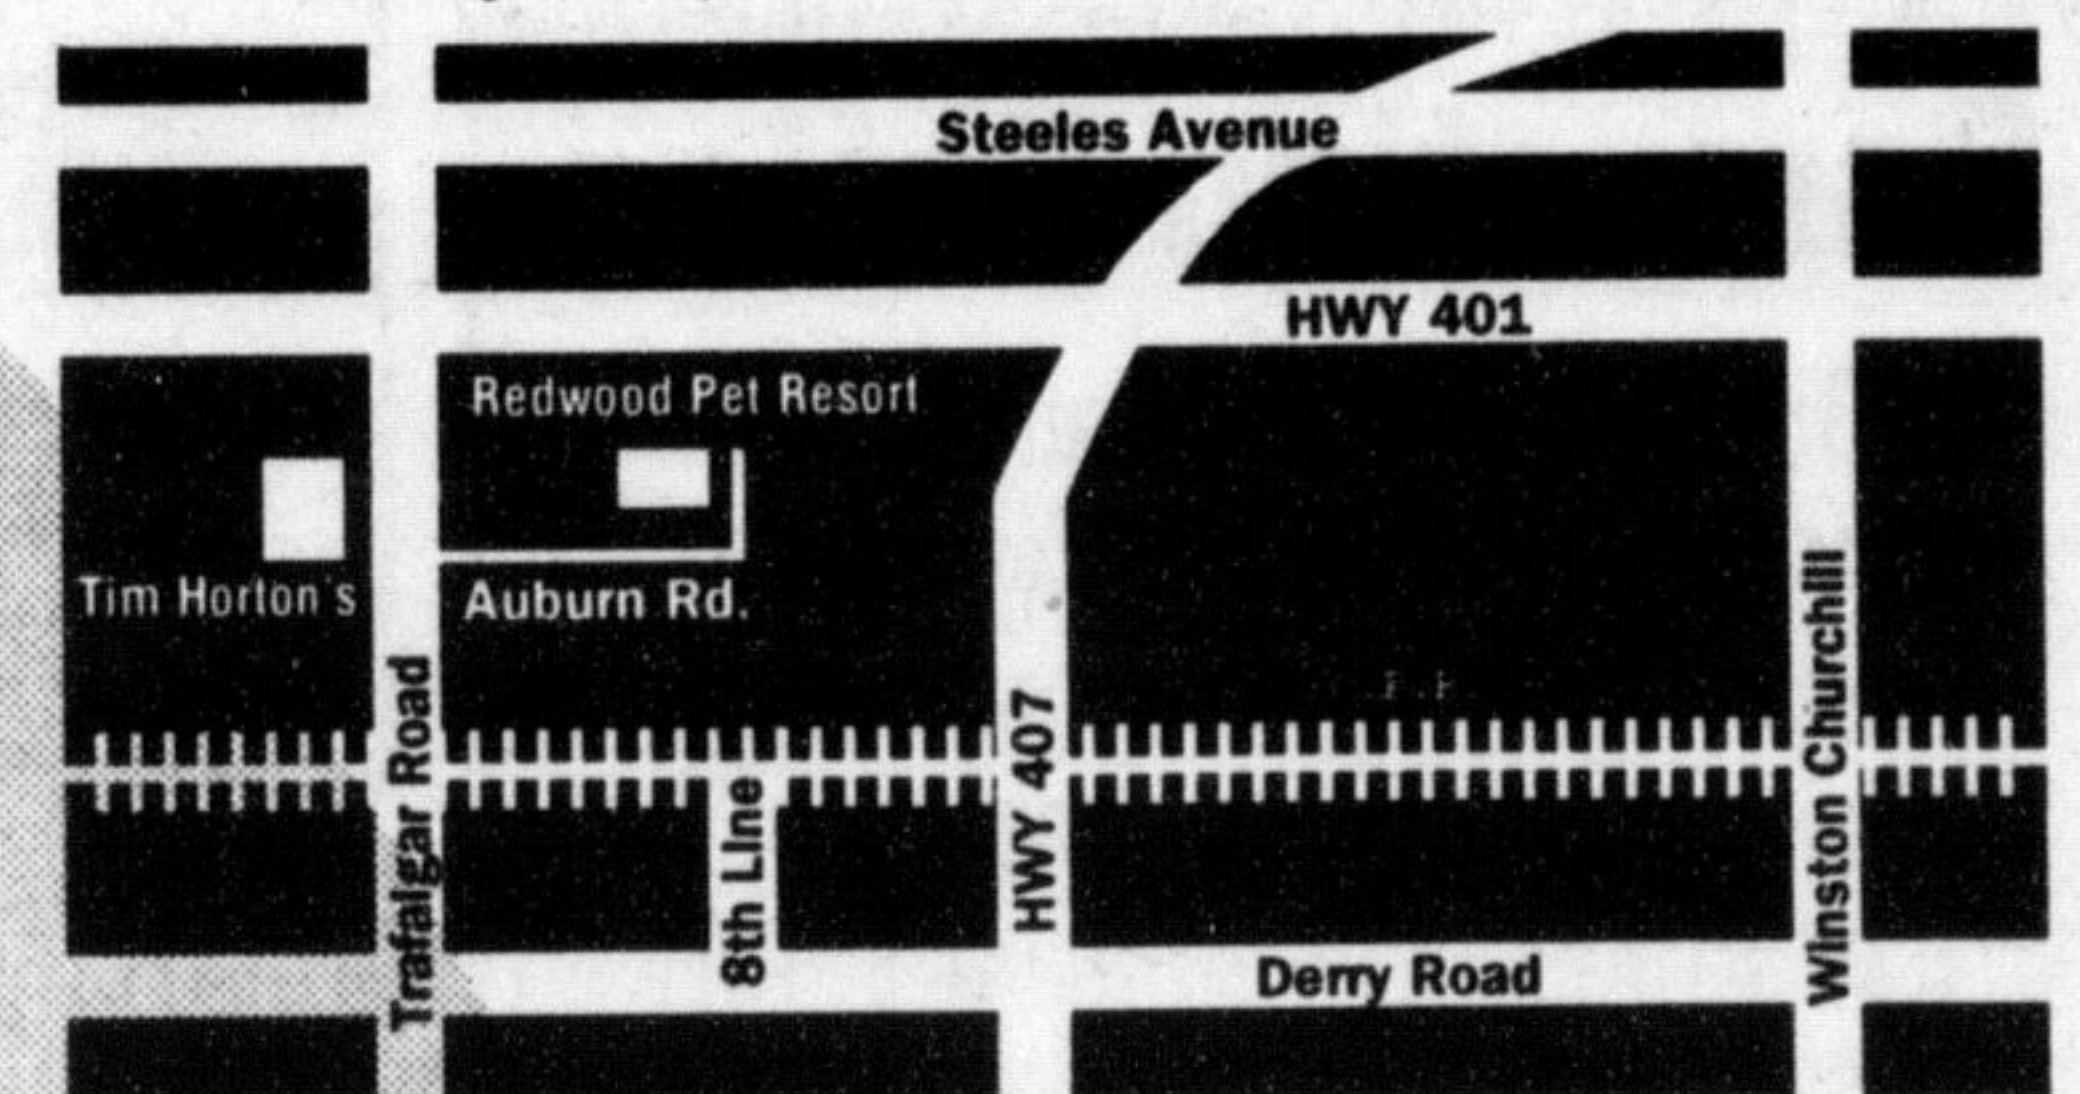 Steeles Avenue
HWY 401
Redwood Pet Resort
Tim Horton's
Auburn Rd.
Trafalgar Road
8th LIne
HWY 407
WInston ChurchIll
Derry Road